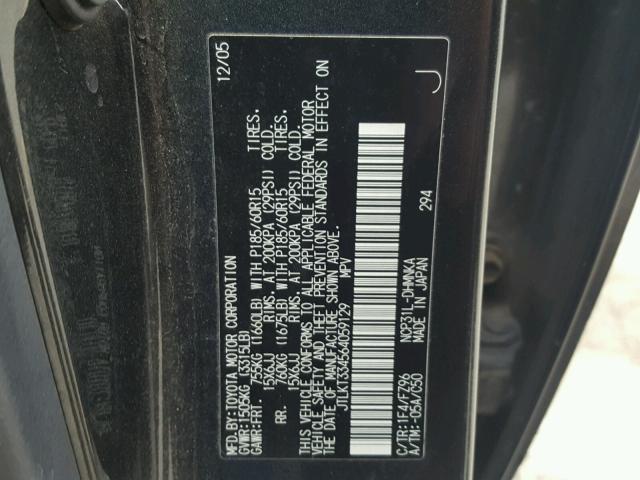 MFD.BY:TOYOTA MOTOR CORPORATION 12/05
GVWR:1505KG (3315LB)
GAWR:FRT. 755KG (1660LB) WITH P185/60R15 TIRES.
15X6JJ RIMS, AT 200KPA (29PSI) COLD.
RR. 760KG (1675LB) WITH P185/60R15 TIRES.
15X6JJ RIMS, AT 200KPA (29PSI) COLD.
THIS VEHICLE CONFORMS TO ALL APPLICABLE FEDERAL MOTOR
VEHICLE SAFETY AND THEFT PREVENTION STANDARDS IN EFFECT ON
THE DATE OF MANUFACTURE SHOWN ABOVE.
JTLKT334564059129 MPV
C/TR:1E4/FZ96 NCP31L-DHMNKA
A/TM:-05A/C50 MADE IN JAPAN
294
J